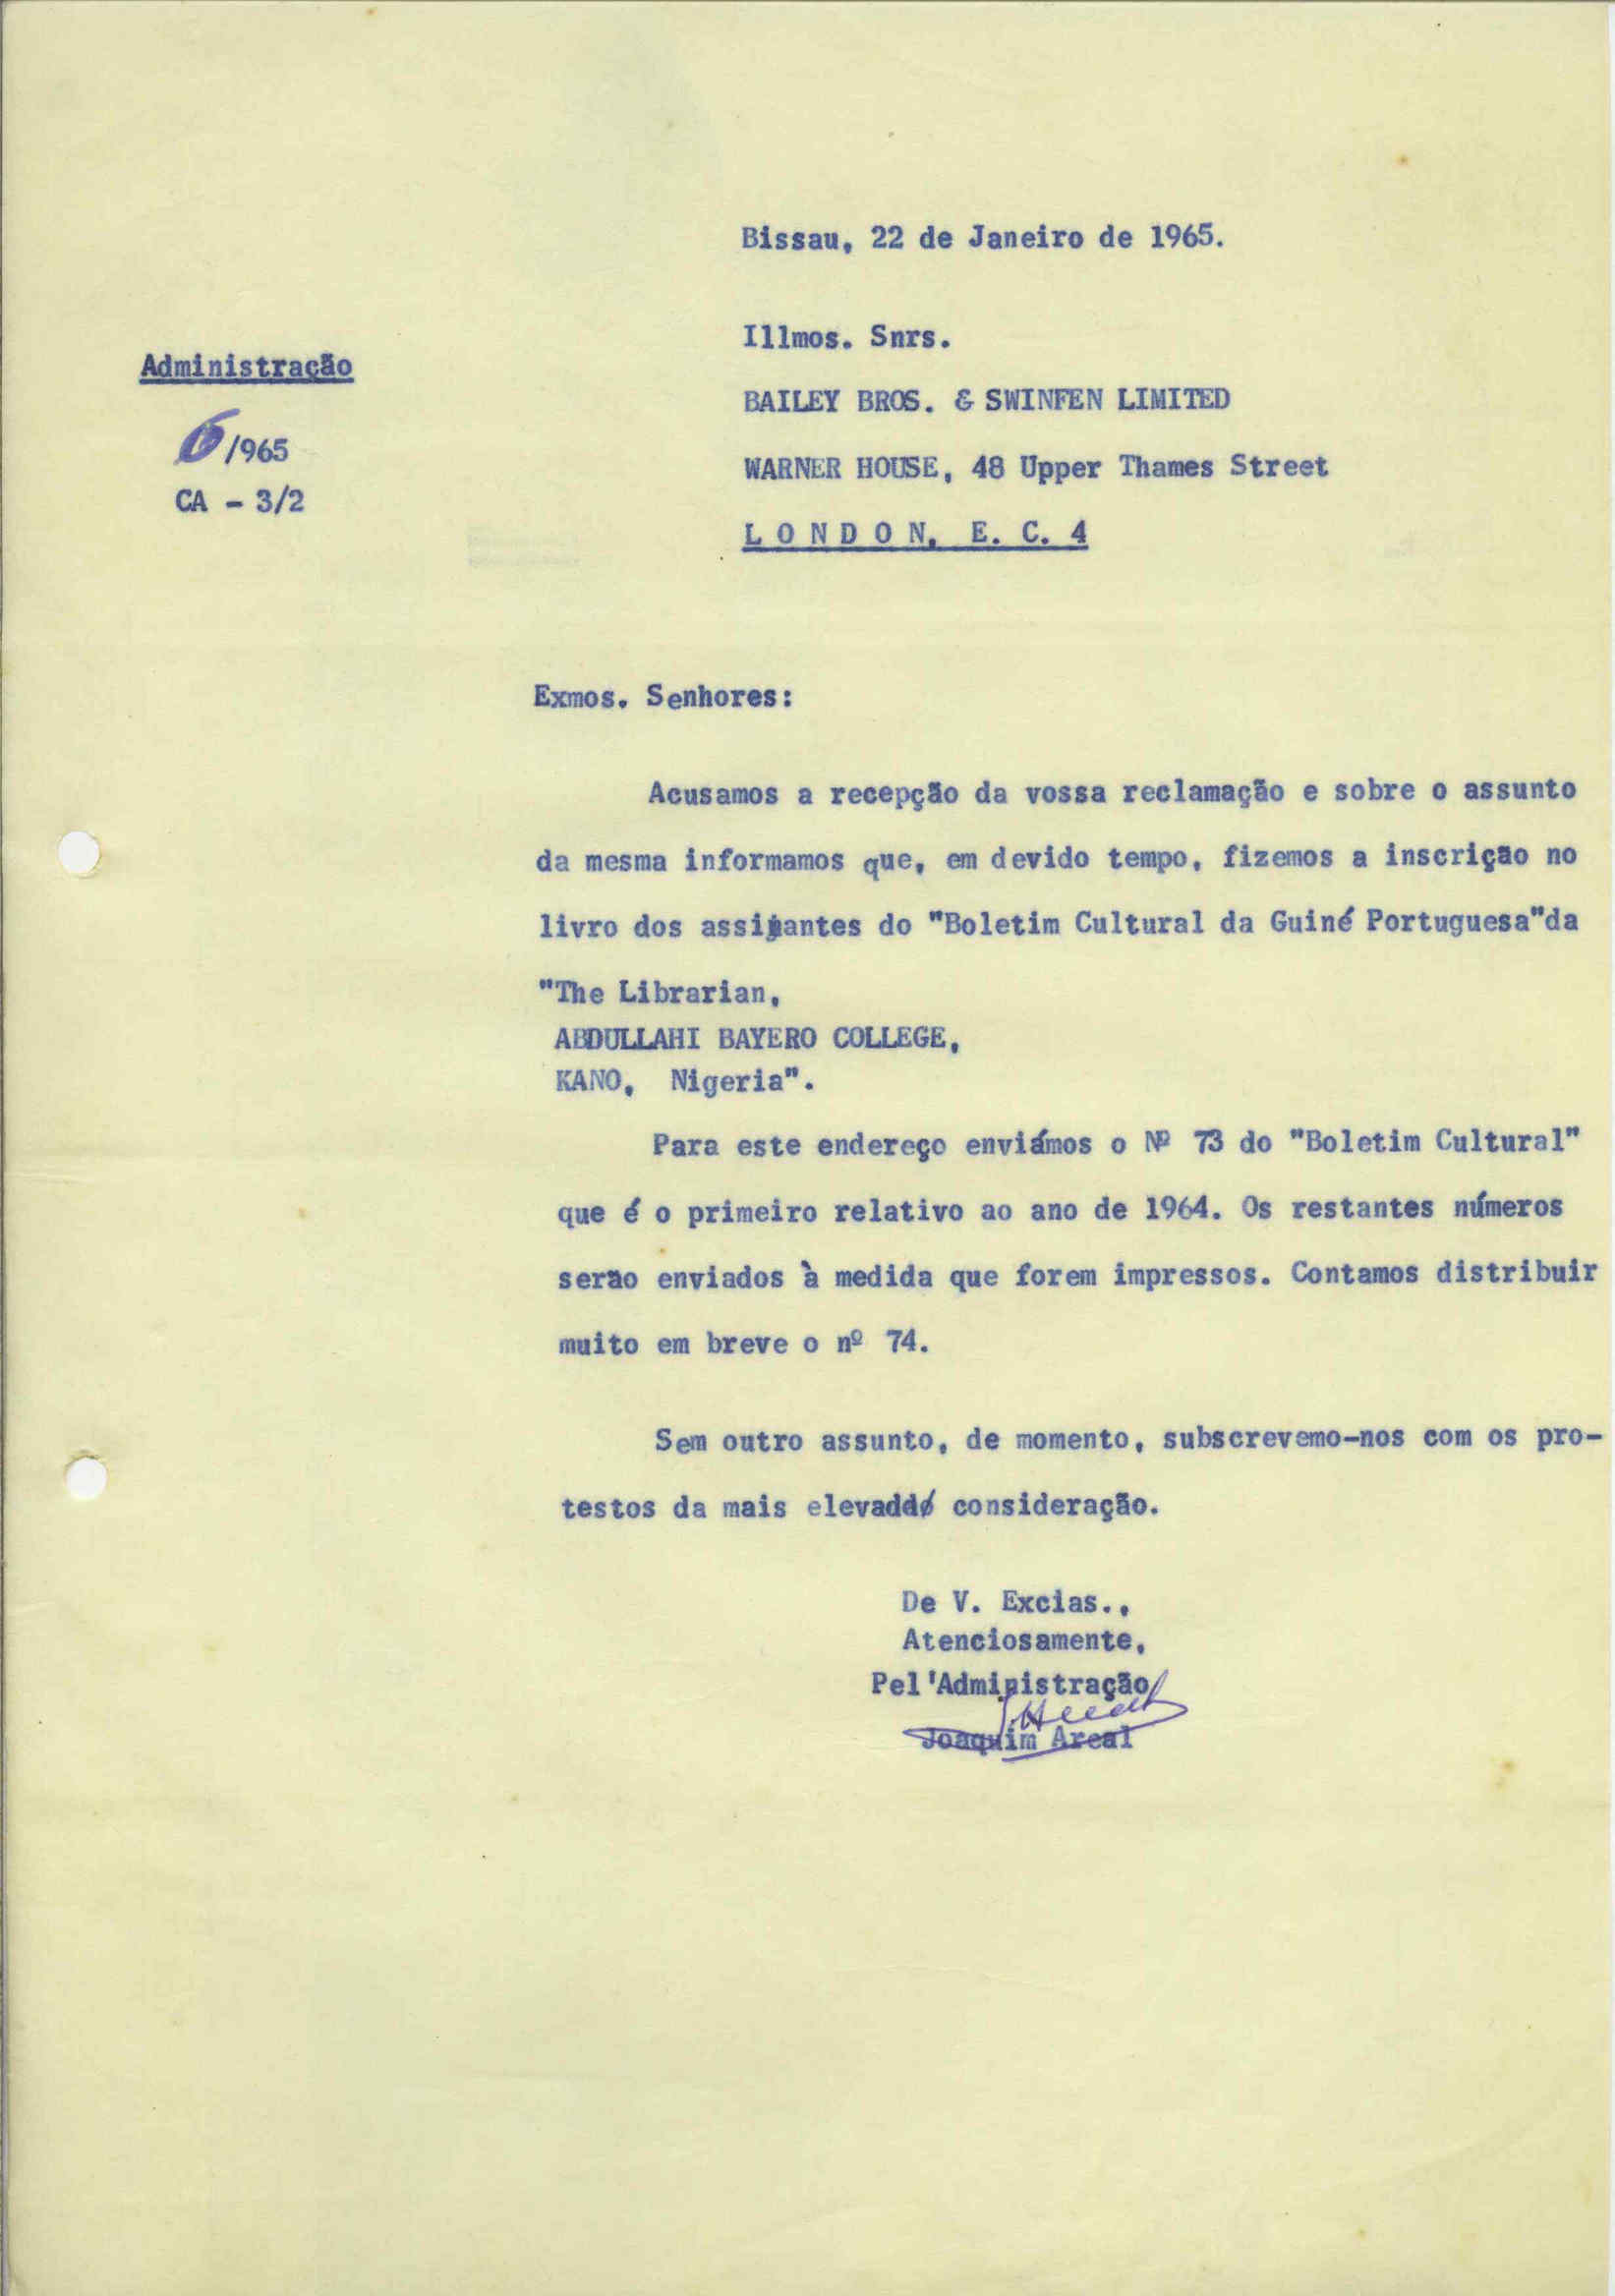 Bissau, 22 de Janeiro de 1965.
Illmos. Snrs.
Administração
BAILEY BROS. & SWINFEN LIMITED
6/965
WARNER HOUSE, 48 Upper Thames Street
CA - 3/2
LONDON, E. C. 4
Exmos. Senhores:
Acusamos a recepção da vossa reclamação e sobre o assunto
da mesma informamos que, em devido tempo, fizemos a inscrição no
livro dos assinantes do "Boletim Cultural da Guiné Portuguesa"da
"The Librarian,
ABDULLAHI BAYERO COLLEGE,
KANO, Nigeria".
Para este endereço enviámos o Nº 73 do "Boletim Cultural"
que é o primeiro relativo ao ano de 1964. Os restantes números
serão enviados à medida que forem impressos. Contamos distribuir
muito em breve o nº 74.
Sem outro assunto, de momento, subscrevemo-nos com os pro-
testos da mais consideração.
De V. Excias.,
Atenciosamente,
Pel'Administração
Joaquim Areal